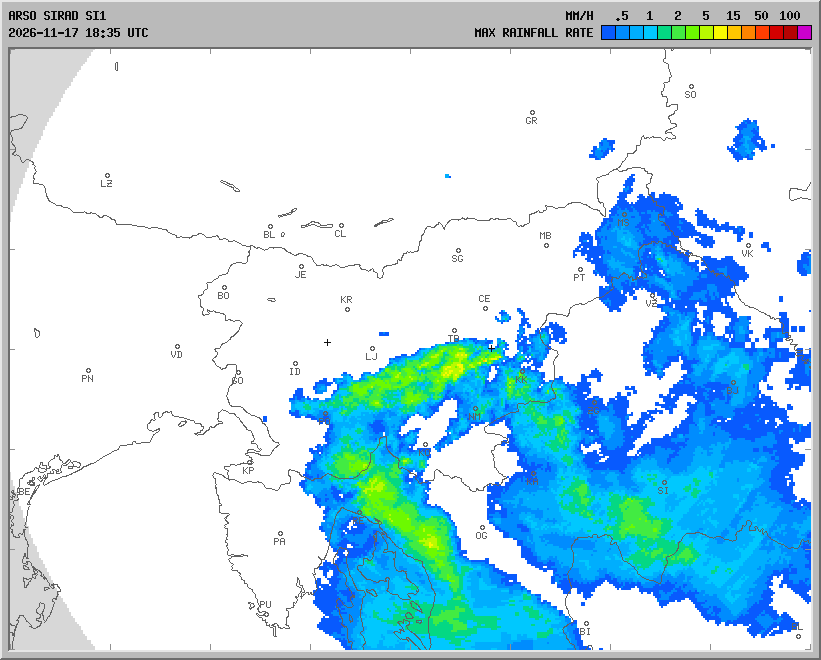 ARSO SIRAD SI1
MM/H .5 1 2 5 15 50 100
2026-11-17 18:35 UTC
MAX RAINFALL RATE
SO
GR
LZ
BL
CL
MB
SG
VK
JE
PT
BO
KR
CE
VZ
TB
VD
LJ
ID
PN
GO
KK
KP
BE
SI
OG
PA
PU
BI